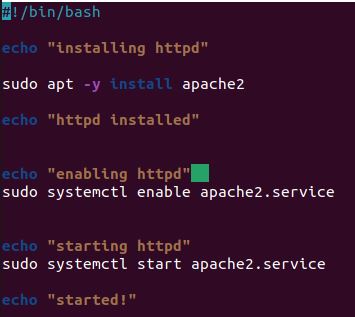 #!/bin/bash
echo "installing httpd"
sudo apt -y install apache2
echo "httpd installed"
echo "enabling httpd"
sudo systemctl enable apache2.service
echo "starting httpd"
sudo systemctl start apache2.service
echo "started!"